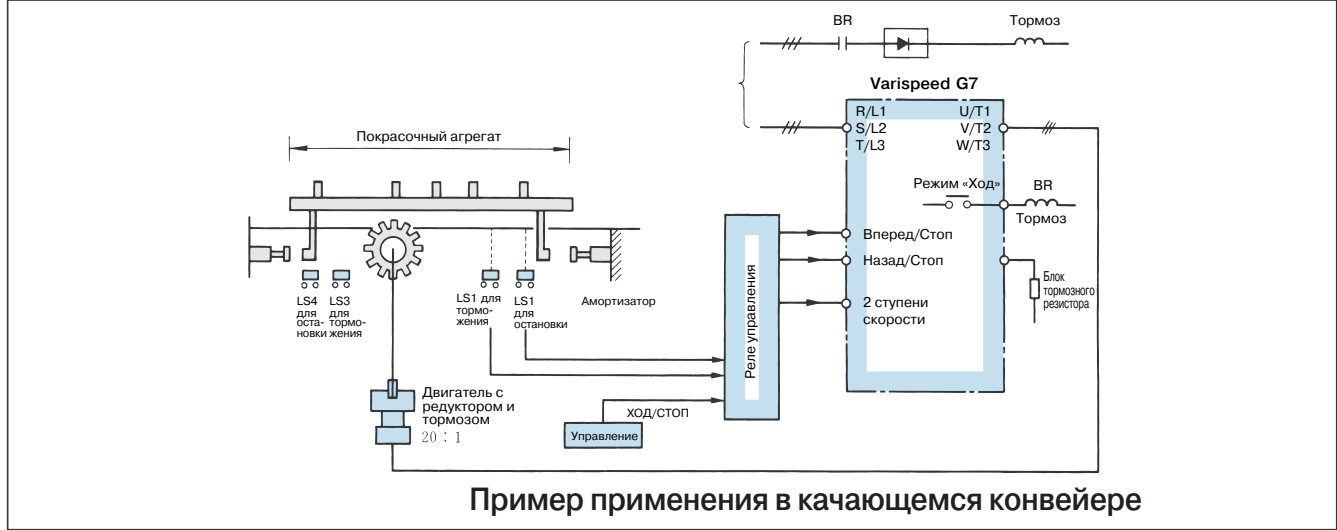 BR
Тормоз
Varispeed G7
R/L1
U/T1
S/L2
V/T2
T/L3
W/T3
Покрасочный агрегат
Режим «Ход»
BR
Тормоз
Вперед/Стоп
Назад/Стоп
2 ступени
скорости
Блок
тормозного
резистора
Реле управления
LS4
для
оста-
новки
LS3
для
тормо-
жения
LS1 для
тормо-
жения
LS1
для
остановки
Амортизатор
Двигатель с
редуктором и
тормозом
20 : 1
ХОД/СТОП
Управление
Пример применения в качающемся конвейере